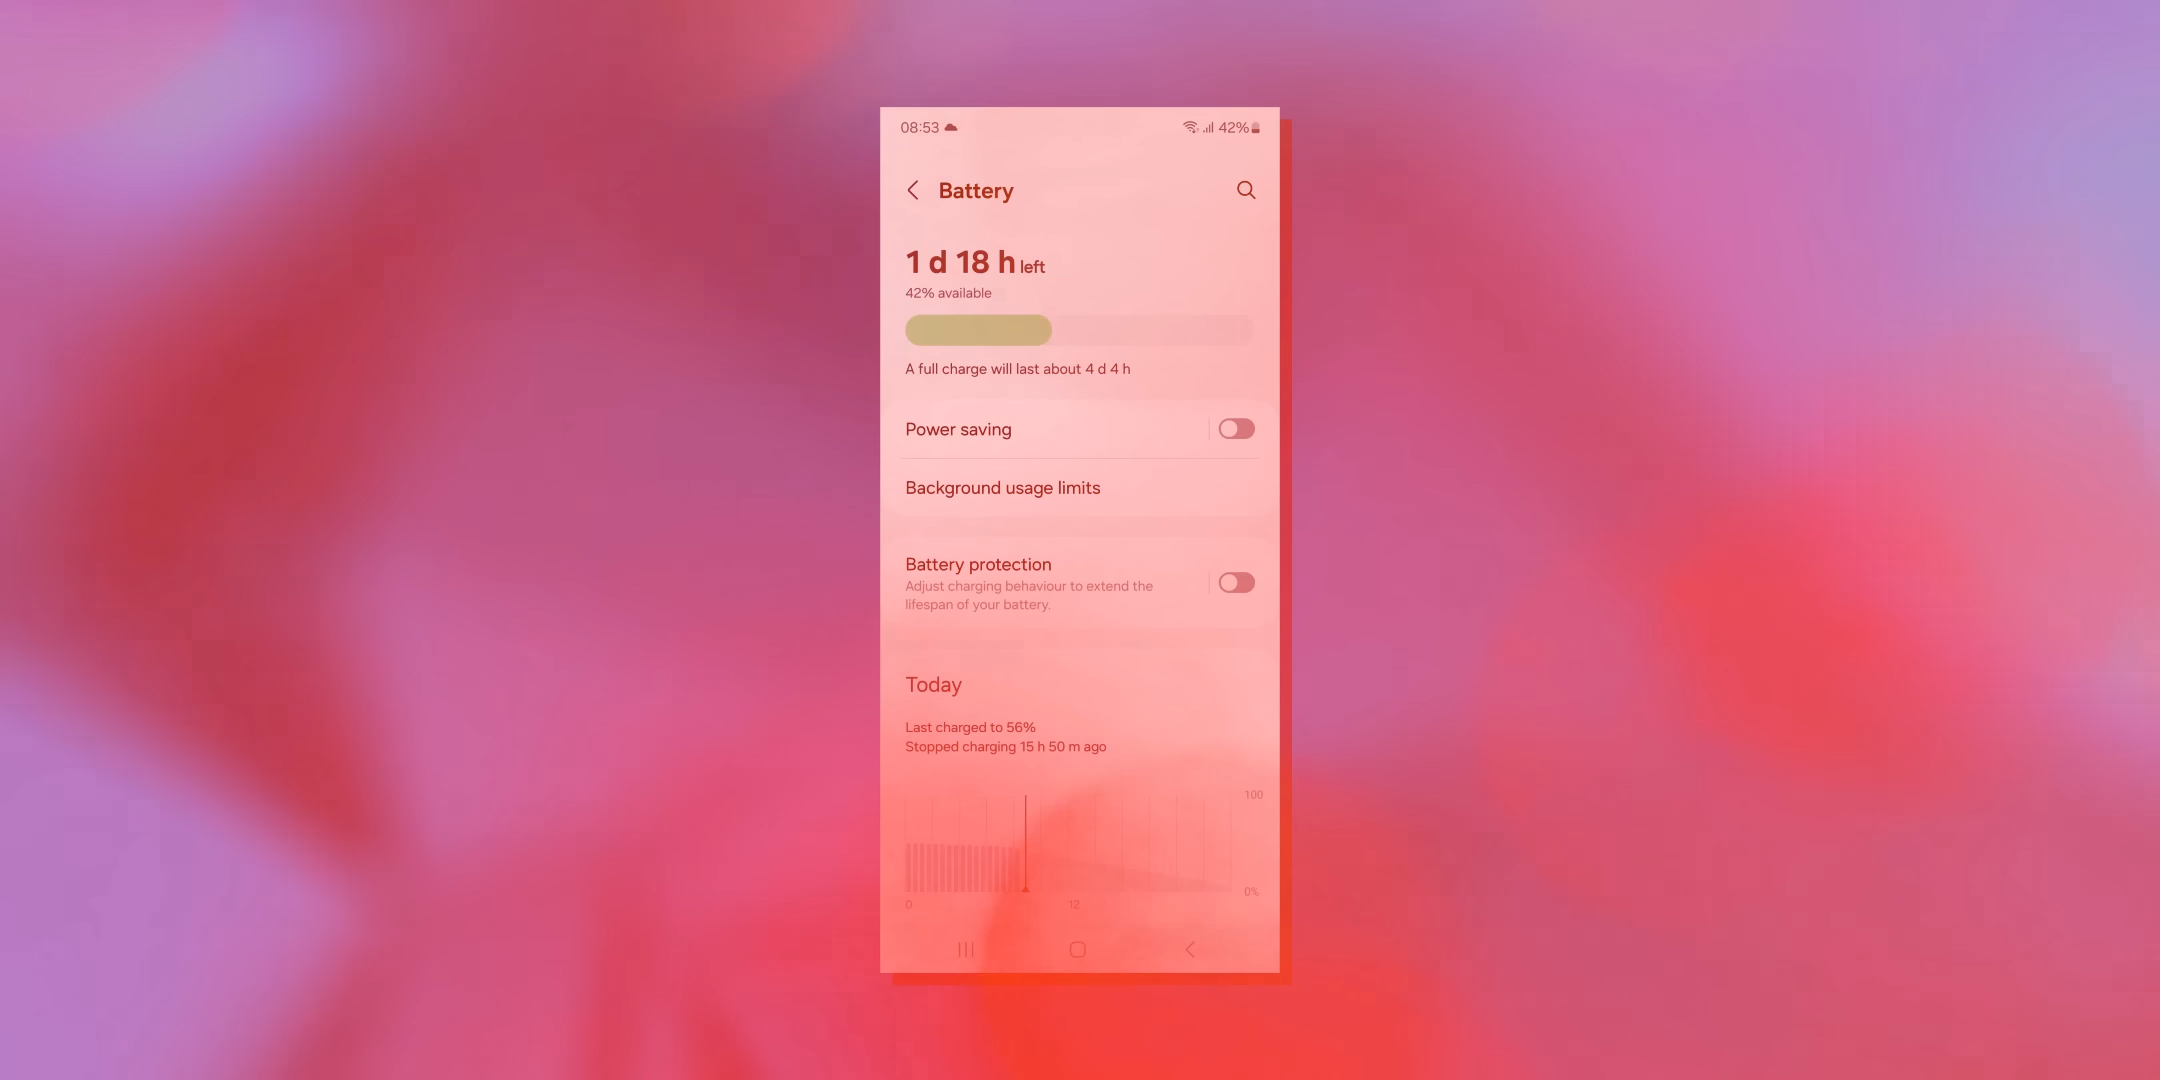 08:53 42%
Battery
1 d 18 h left
42% available
A full charge will last about 4 d 4 h
Power saving
Background usage limits
Battery protection
Adjust charging behaviour to extend the
lifespan of your battery.
Today
Last charged to 56%
Stopped charging 15 h 50 m ago
100
0%
0 12